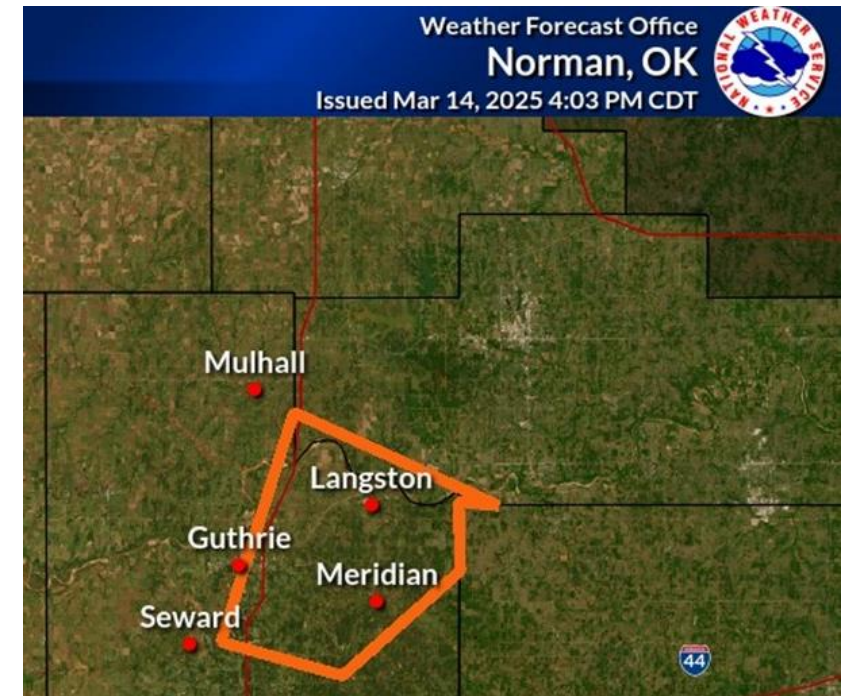 Weather Forecast Office
Norman, OK
Issued Mar 14, 2025 4:03 PM CDT
NATIONAL WEATHER SERVICE
Mulhall
Langston
Guthrie
Meridian
Seward
44